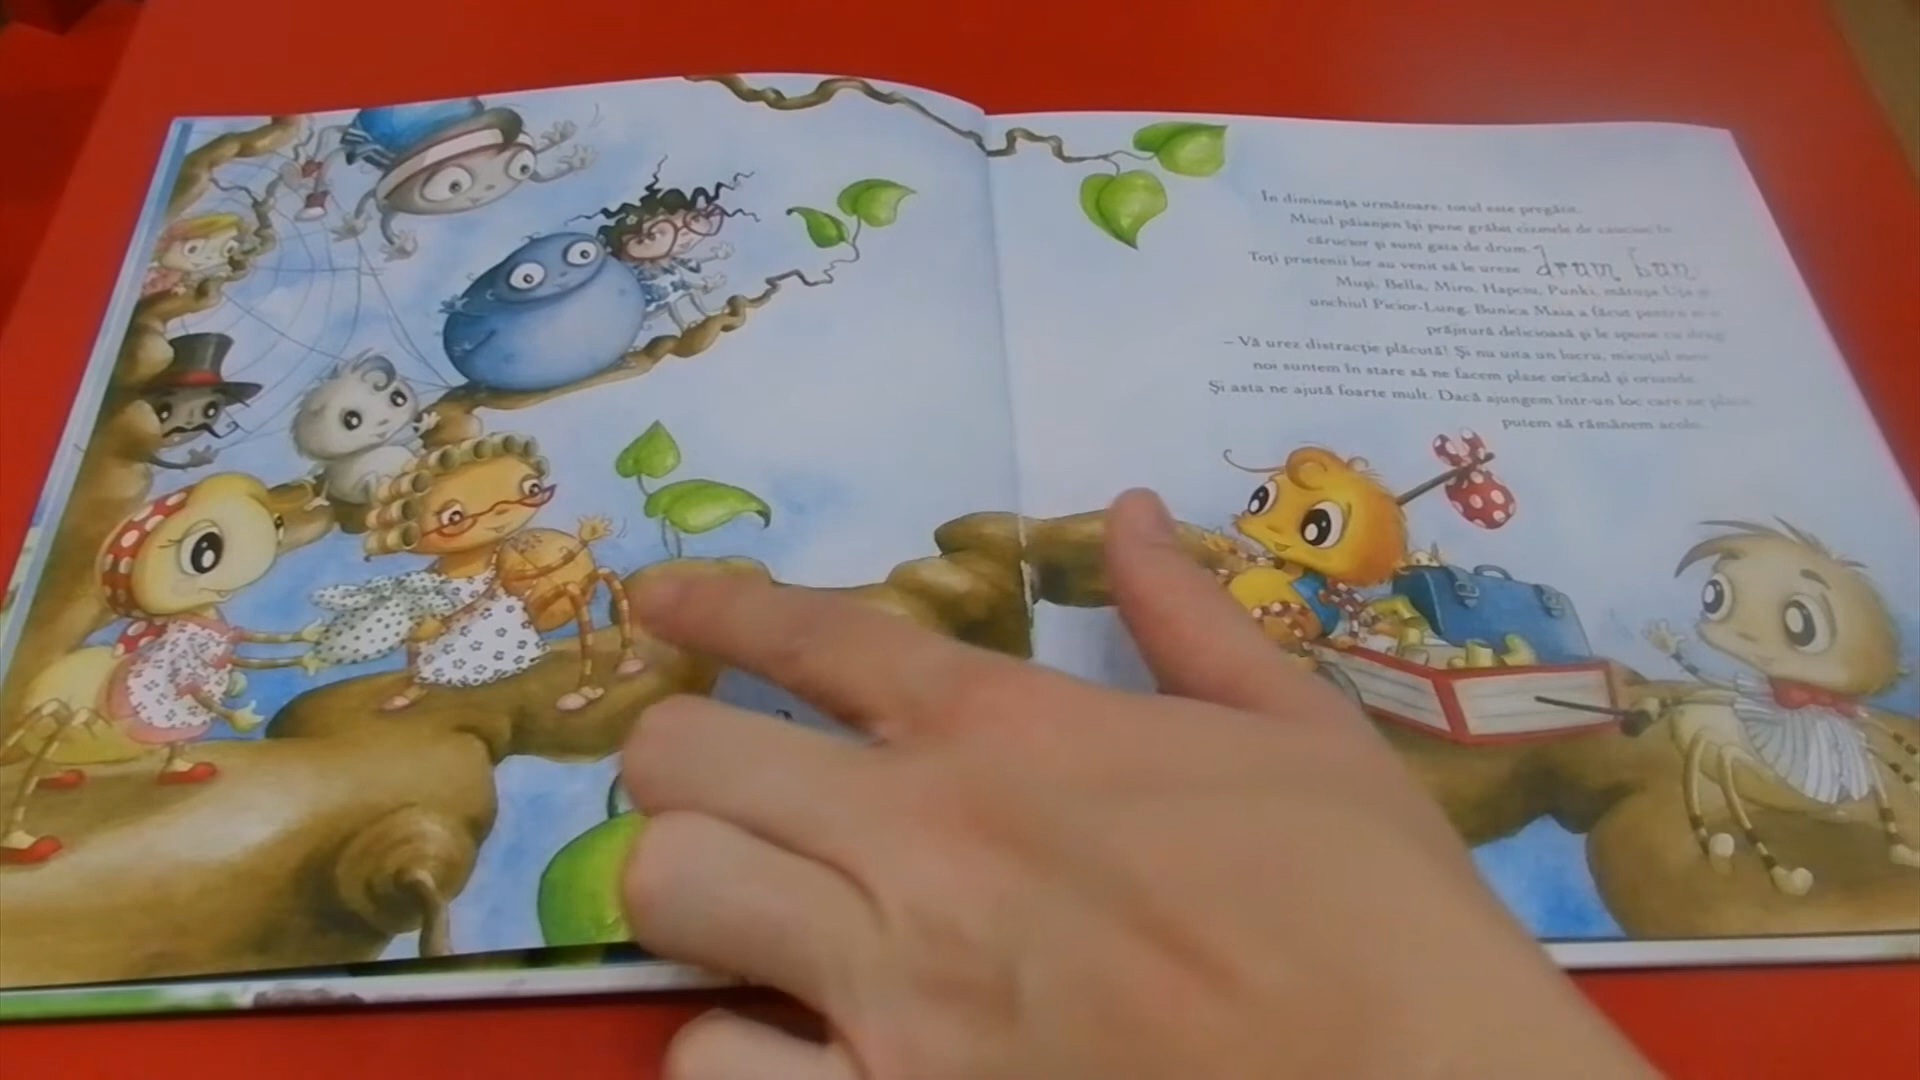 În dimineața următoare, totul este pregătit.
Micul păianjen își pune grăbit cizmele de cauciuc în
cărucior și sunt gata de drum.
Toți prietenii lor au venit să le ureze drum bun
Muși, Bella, Miro, Hapciu, Punki, mătușa
unchiul Picior-Lung. Bunica Maia a făcut pentru ei o
prăjitură delicioasă și le spune cu drag:
– Vă urez distracție plăcută! Și nu uita un lucru, micuțul meu:
noi suntem în stare să ne facem plase oricând și oriunde.
Și asta ne ajută foarte mult. Dacă ajungem într-un loc care ne place,
putem să rămânem acolo.